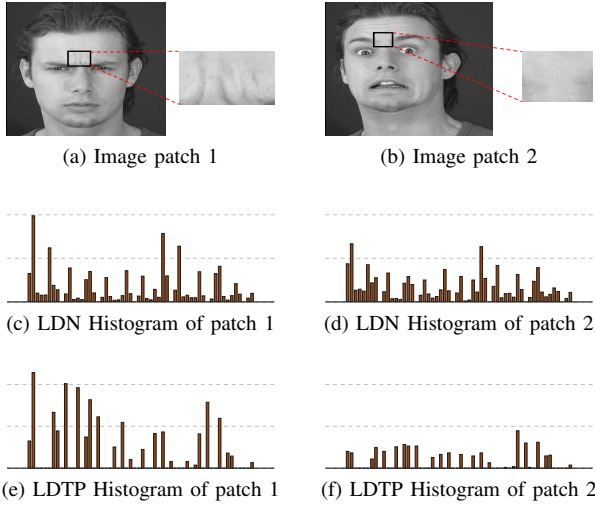 (a) Image patch 1
(b) Image patch 2
(c) LDN Histogram of patch 1
(d) LDN Histogram of patch 2
(e) LDTP Histogram of patch 1
(f) LDTP Histogram of patch 2